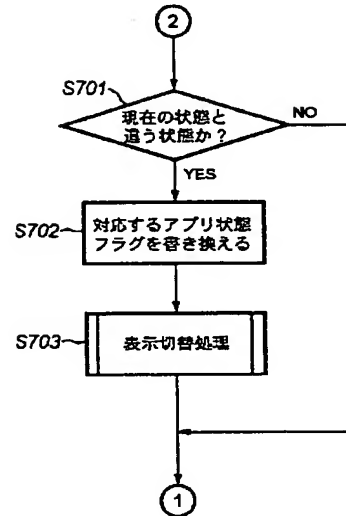 2
S701
現在の状態と
違う状態か？
NO
YES
S702
対応するアプリ状態
フラグを書き換える
S703
表示切替処理
1